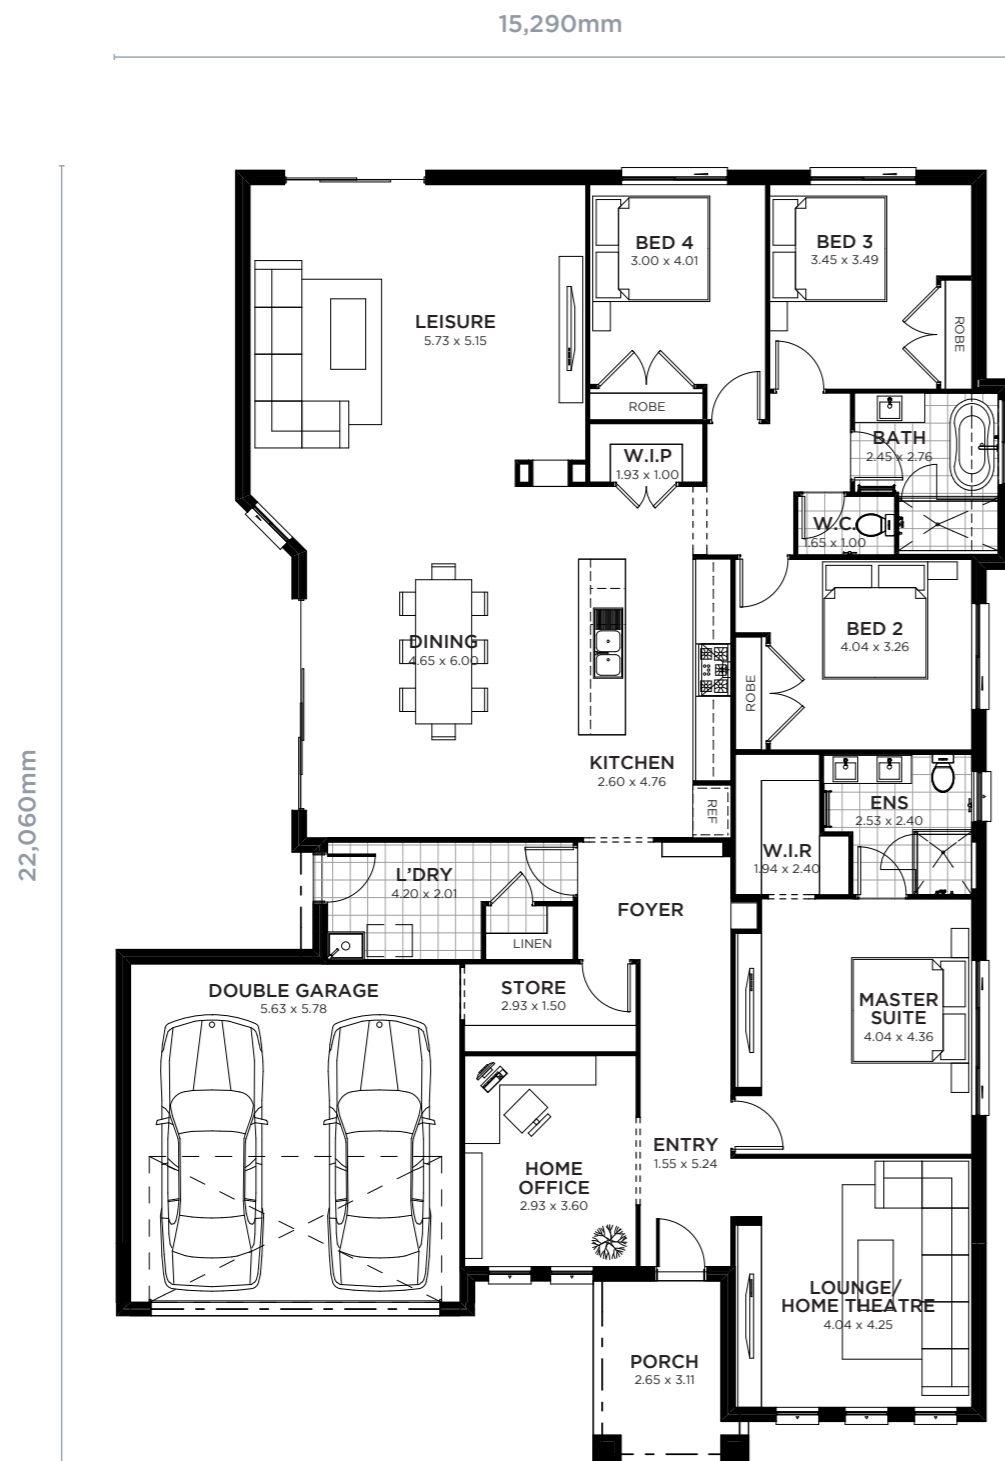 15,290mm
22,060mm
BED 4
3.00 x 4.01
BED 3
3.45 x 3.49
LEISURE
5.73 x 5.15
ROBE
ROBE
W.I.P
1.93 x 1.00
BATH
2.45 x 2.76
W.C.
1.65 x 1.00
DINING
4.65 x 6.00
BED 2
4.04 x 3.26
ROBE
KITCHEN
2.60 x 4.76
REF
ENS
2.53 x 2.40
W.I.R
1.94 x 2.40
L'DRY
4.20 x 2.01
LINEN
FOYER
DOUBLE GARAGE
5.63 x 5.78
STORE
2.93 x 1.50
MASTER
SUITE
4.04 x 4.36
ENTRY
1.55 x 5.24
HOME
OFFICE
2.93 x 3.60
LOUNGE/
HOME THEATRE
4.04 x 4.25
PORCH
2.65 x 3.11